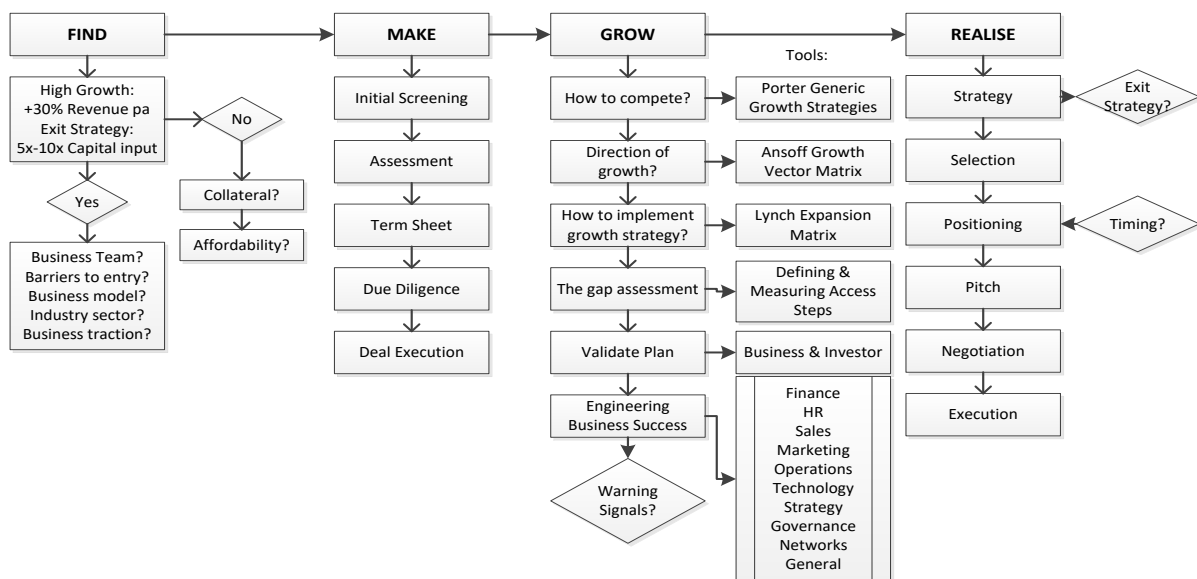 FIND
MAKE
GROW
REALISE
High Growth:
+30% Revenue pa
Exit Strategy:
5x-10x Capital input
No
Yes
Collateral?
Affordability?
Business Team?
Barriers to entry?
Business model?
Industry sector?
Business traction?
Initial Screening
Assessment
Term Sheet
Due Diligence
Deal Execution
Tools:
How to compete?
Porter Generic
Growth Strategies
Direction of
growth?
Ansoff Growth
Vector Matrix
How to implement
growth strategy?
Lynch Expansion
Matrix
The gap assessment
Defining &
Measuring Access
Steps
Validate Plan
Business & Investor
Engineering
Business Success
Finance
HR
Sales
Marketing
Operations
Technology
Strategy
Governance
Networks
General
Warning
Signals?
Strategy
Exit
Strategy?
Selection
Positioning
Timing?
Pitch
Negotiation
Execution